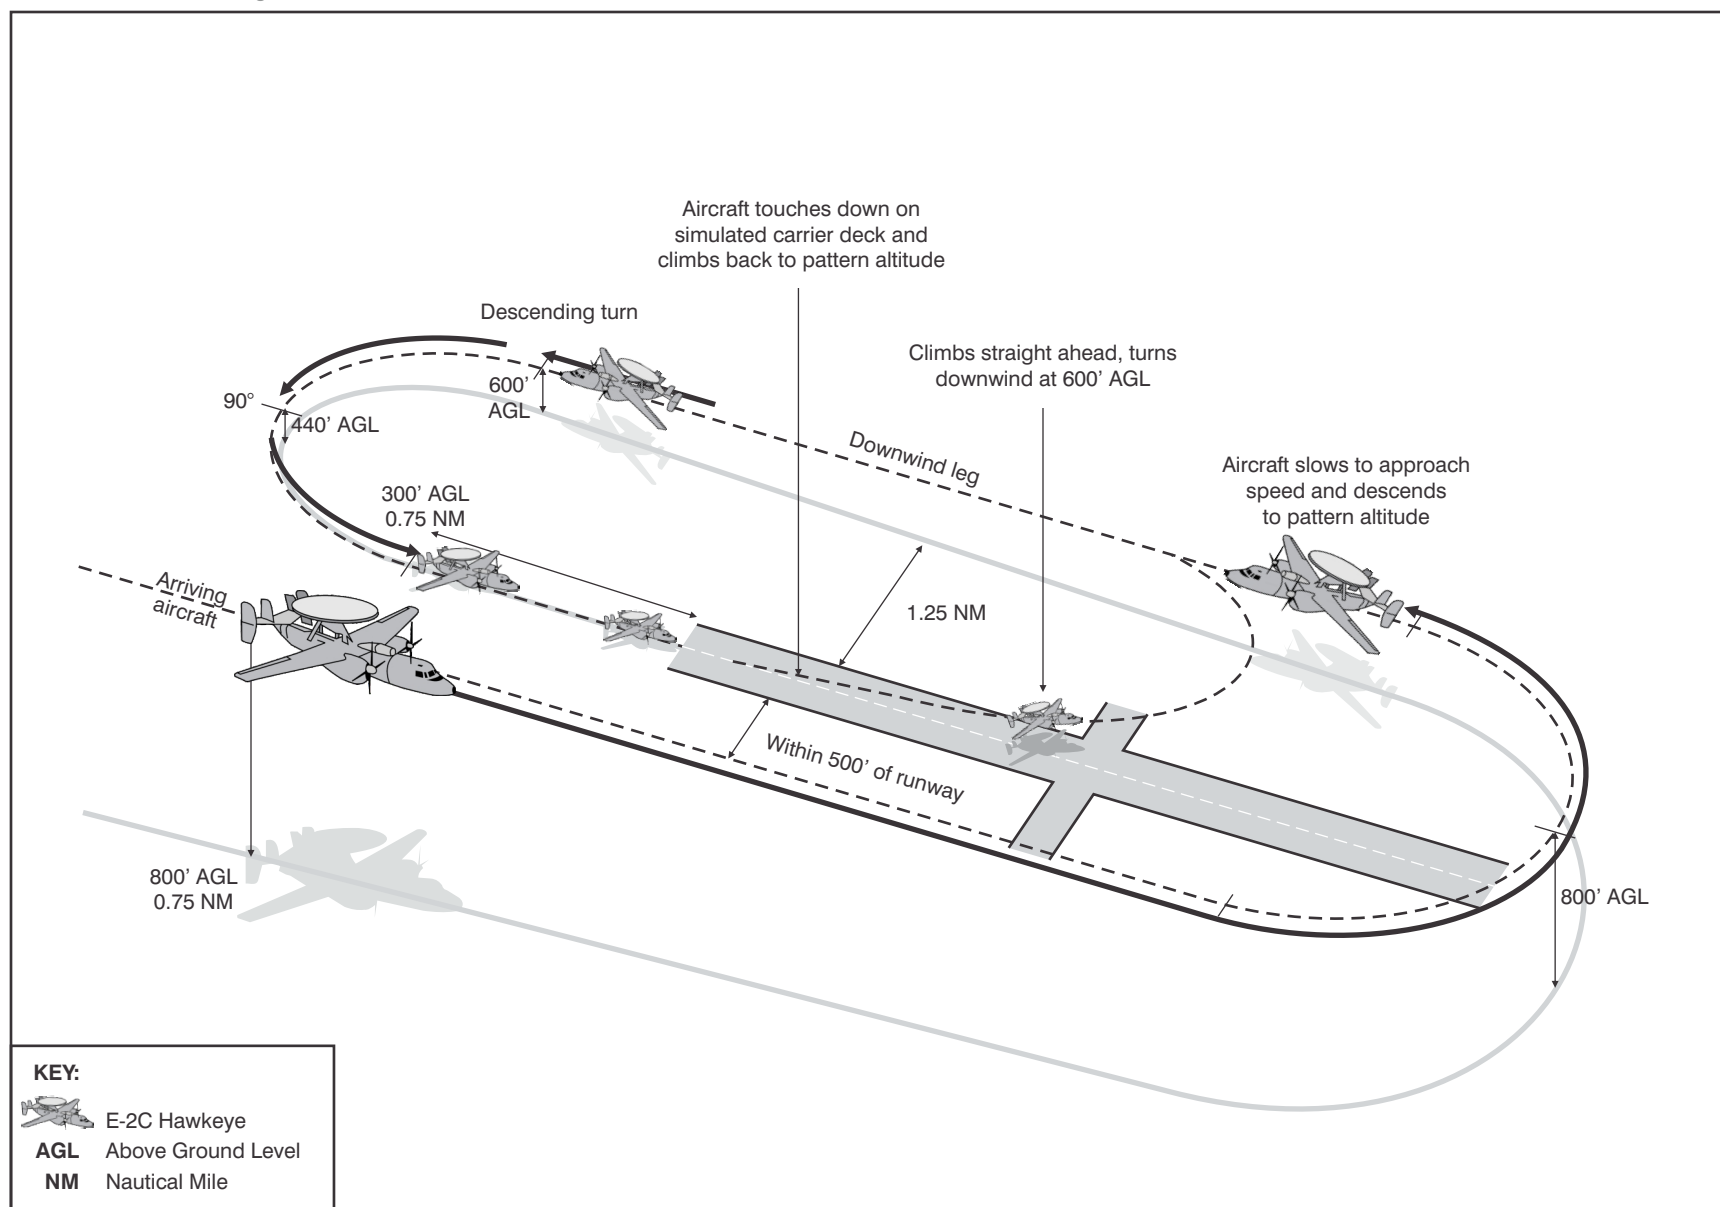 Aircraft touches down on
simulated carrier deck and
climbs back to pattern altitude
Descending turn
Climbs straight ahead, turns
downwind at 600’ AGL
600’
AGL
90°
440’ AGL
Downwind leg
Aircraft slows to approach
speed and descends
to pattern altitude
300’ AGL
0.75 NM
Arriving
aircraft
1.25 NM
Within 500’ of runway
800’ AGL
0.75 NM
800’ AGL
KEY:
E-2C Hawkeye
AGL Above Ground Level
NM Nautical Mile